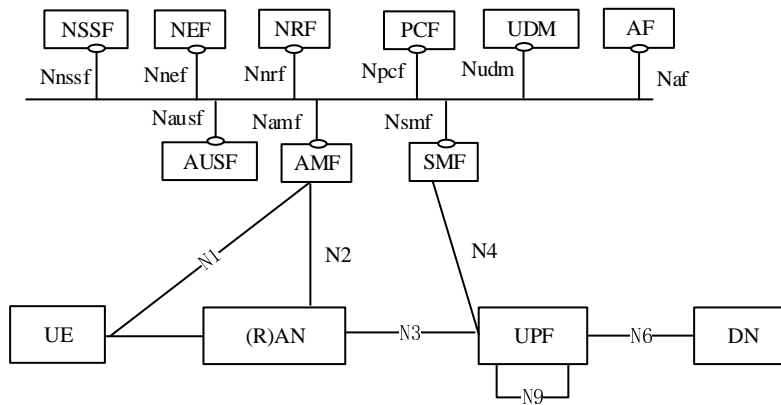 NSSF NEF NRF PCF UDM AF
Nnssf Nnef Nnrf Npcf Nudm Naf
Nausf Namf Nsmf
AUSF AMF SMF
N1 N2 N4
UE (R)AN N3 UPF N6 DN
N9